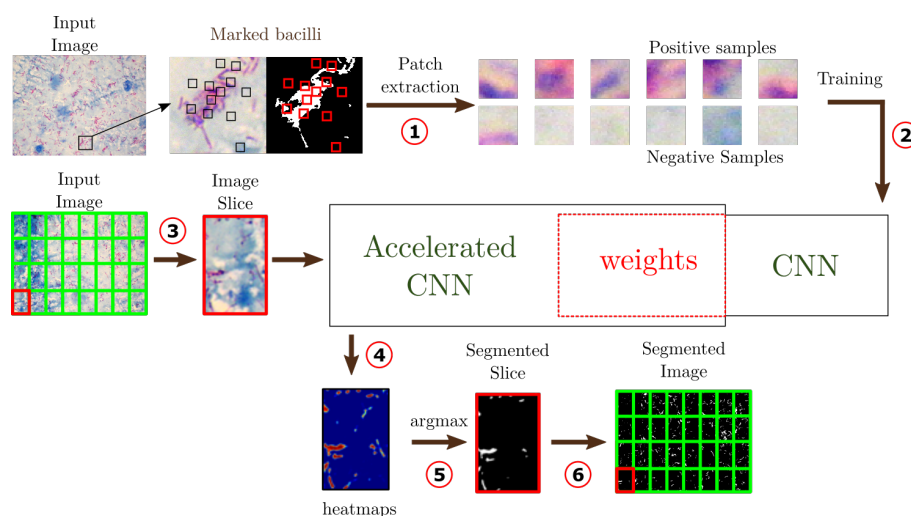 Input
Image
Marked bacilli
Patch
extraction
1
Positive samples
Negative Samples
Training
2
Input
Image
3
Image
Slice
Accelerated
CNN
weights
CNN
4
heatmaps
argmax
5
Segmented
Slice
6
Segmented
Image